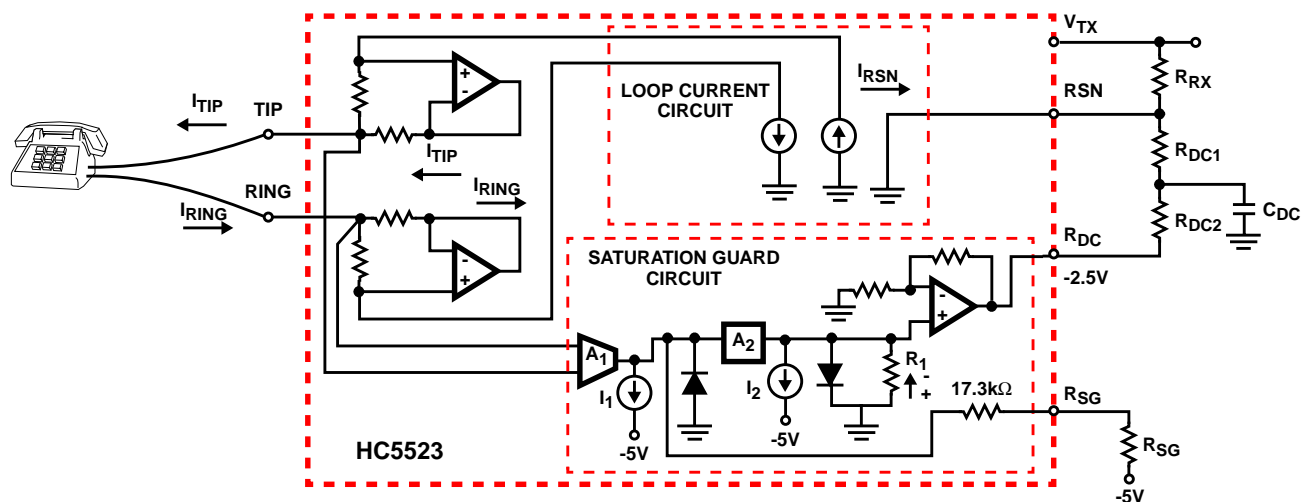 V_TX
R_RX
RSN
I_RSN
LOOP CURRENT
CIRCUIT
I_TIP
TIP
I_TIP
R_DC1
C_DC
R_DC2
RING
I_RING
I_RING
R_DC
-2.5V
SATURATION GUARD
CIRCUIT
+
-
-
+
-
+
A_1
A_2
I_1
I_2
R_1
-
+
17.3kΩ
R_SG
R_SG
-5V
-5V
-5V
HC5523